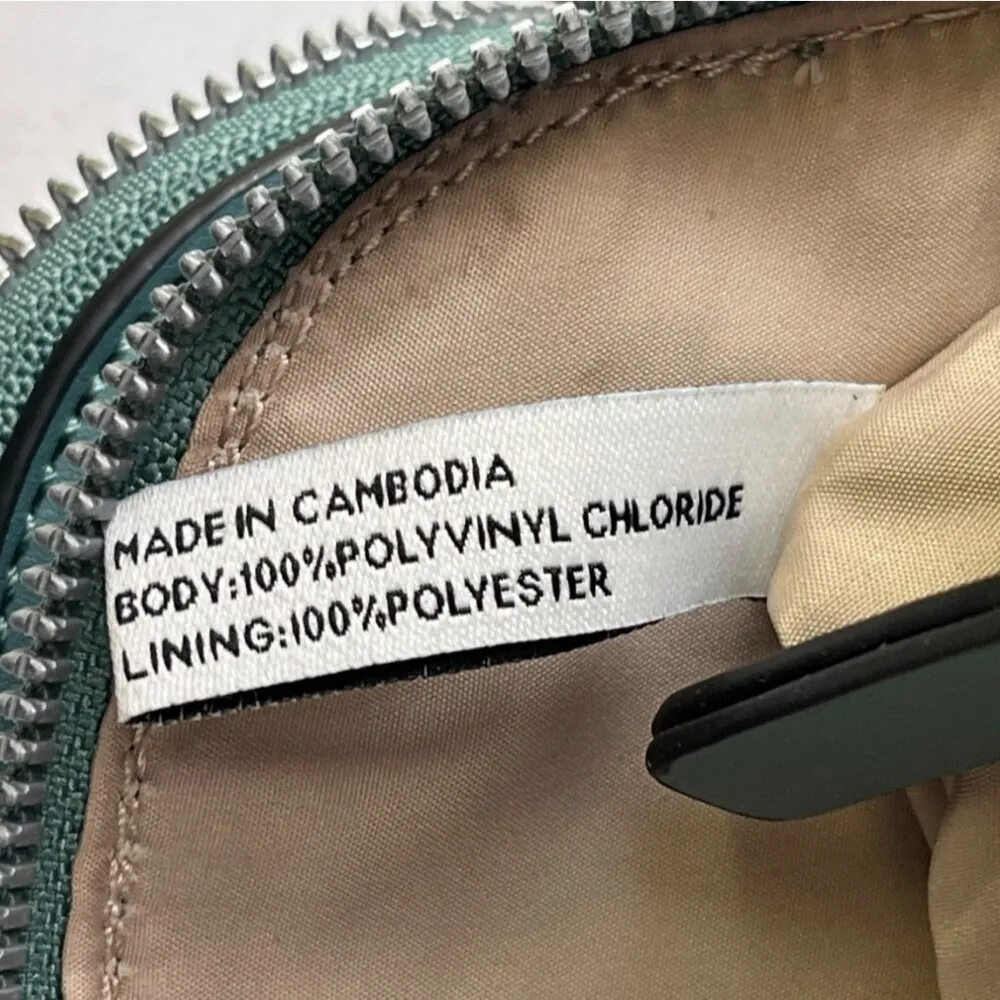 MADE IN CAMBODIA
BODY:100%POLYVINYL CHLORIDE
LINING:100%POLYESTER